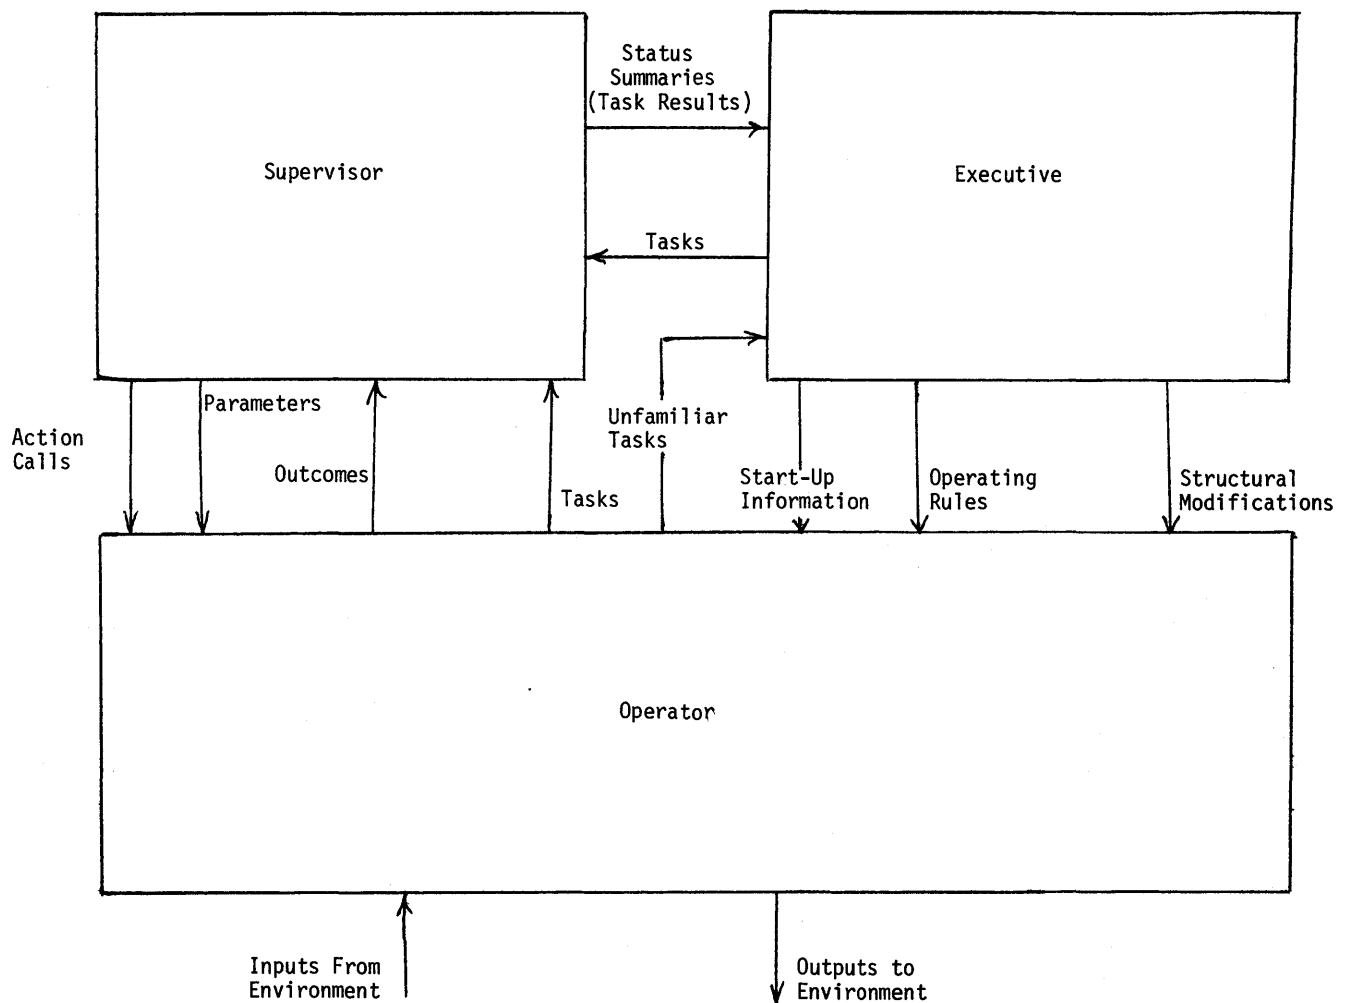 Status
Summaries
(Task Results)
Supervisor
Executive
Tasks
Parameters
Action
Calls
Outcomes
Tasks
Unfamiliar
Tasks
Start-Up
Information
Operating
Rules
Structural
Modifications
Operator
Inputs From
Environment
Outputs to
Environment